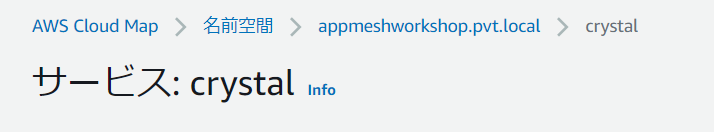 AWS Cloud Map > 名前空間 > appmeshworkshop.pvt.local > crystal
サービス: crystal Info